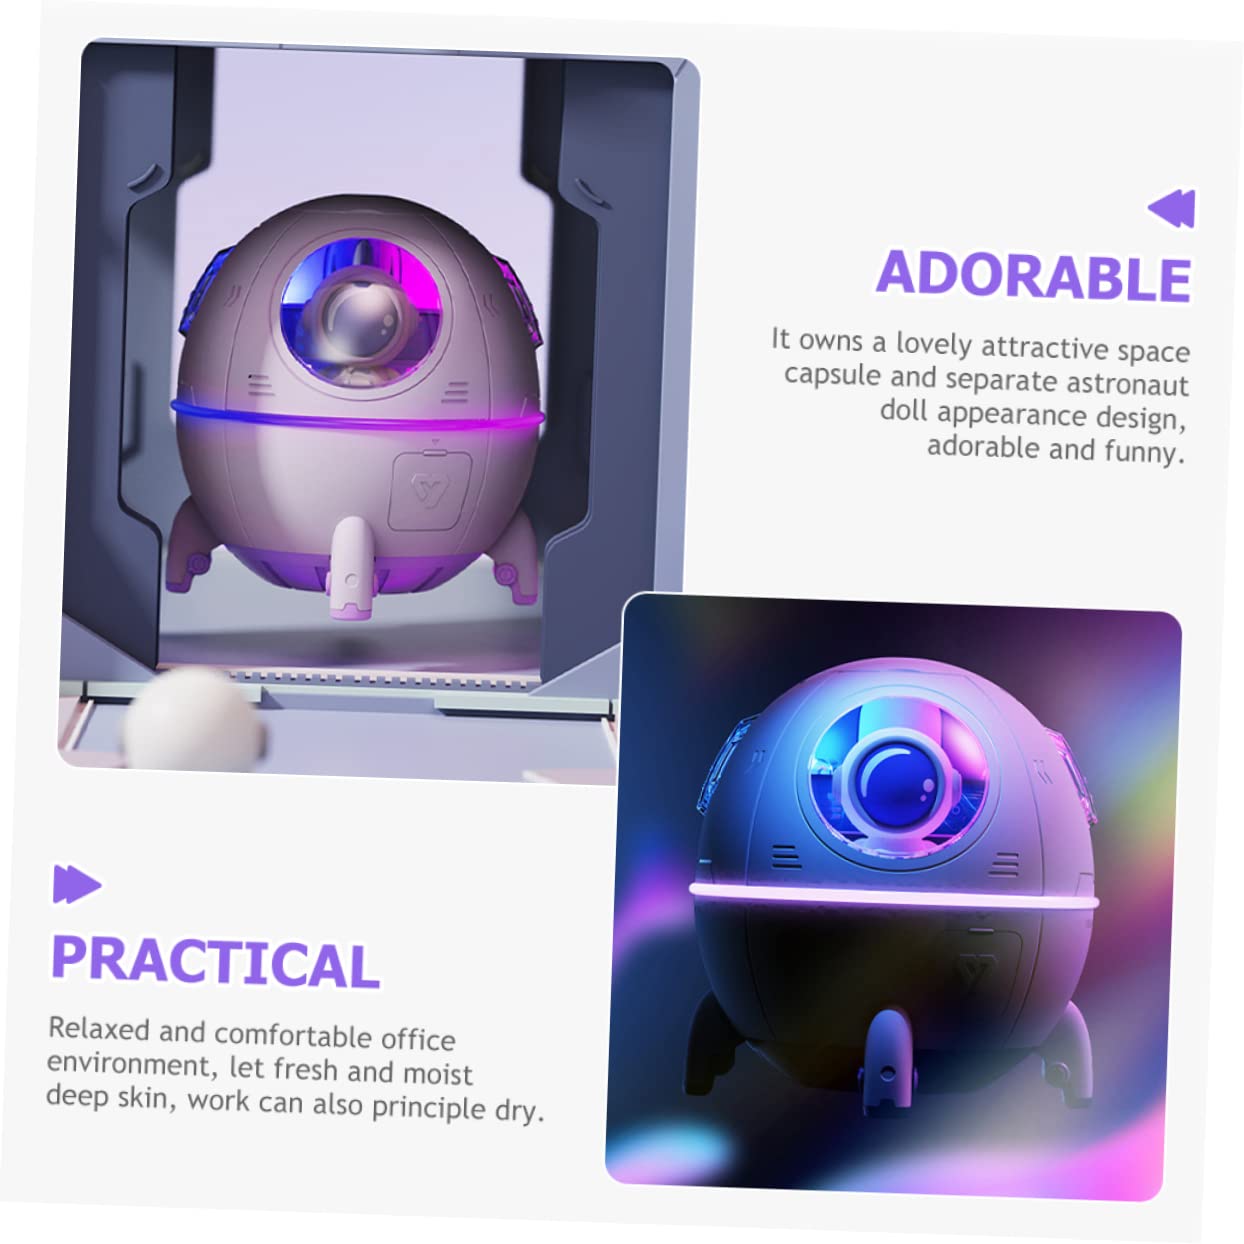 ADORABLE
It owns a lovely attractive space
capsule and separate astronaut
doll appearance design,
adorable and funny.
PRACTICAL
Relaxed and comfortable office
environment, let fresh and moist
deep skin, work can also principle dry.